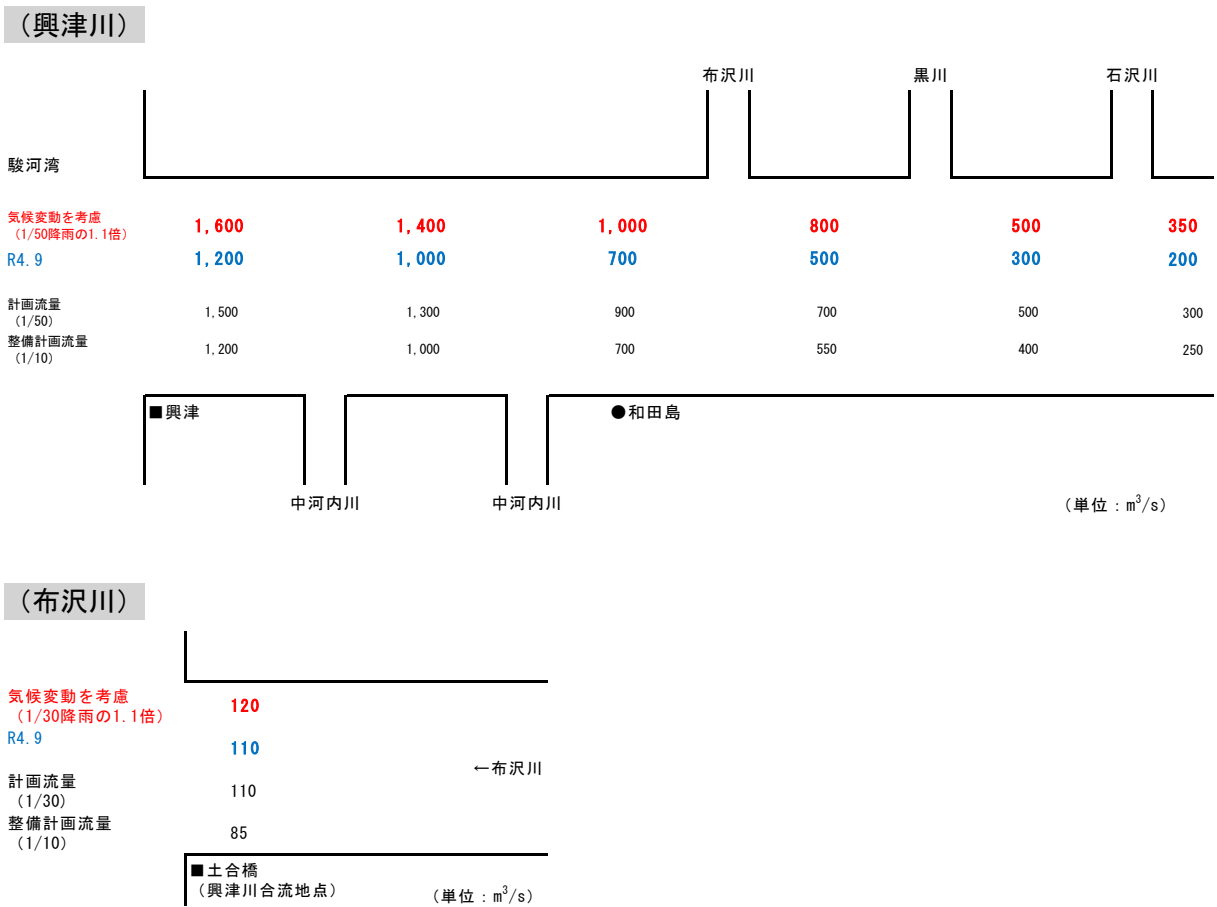 （興津川）
布沢川 黒川 石沢川
駿河湾
気候変動を考慮
（1/50降雨の1.1倍）
1,600 1,400 1,000 800 500 350
R4.9 1,200 1,000 700 500 300 200
計画流量
（1/50）
1,500 1,300 900 700 500 300
整備計画流量
（1/10）
1,200 1,000 700 550 400 250
■興津 ●和田島
中河内川 中河内川 （単位：m³/s）
（布沢川）
気候変動を考慮
（1/30降雨の1.1倍）
120
R4.9
110
←布沢川
計画流量
（1/30）
110
整備計画流量
（1/10）
85
■土合橋
（興津川合流地点） （単位：m³/s）